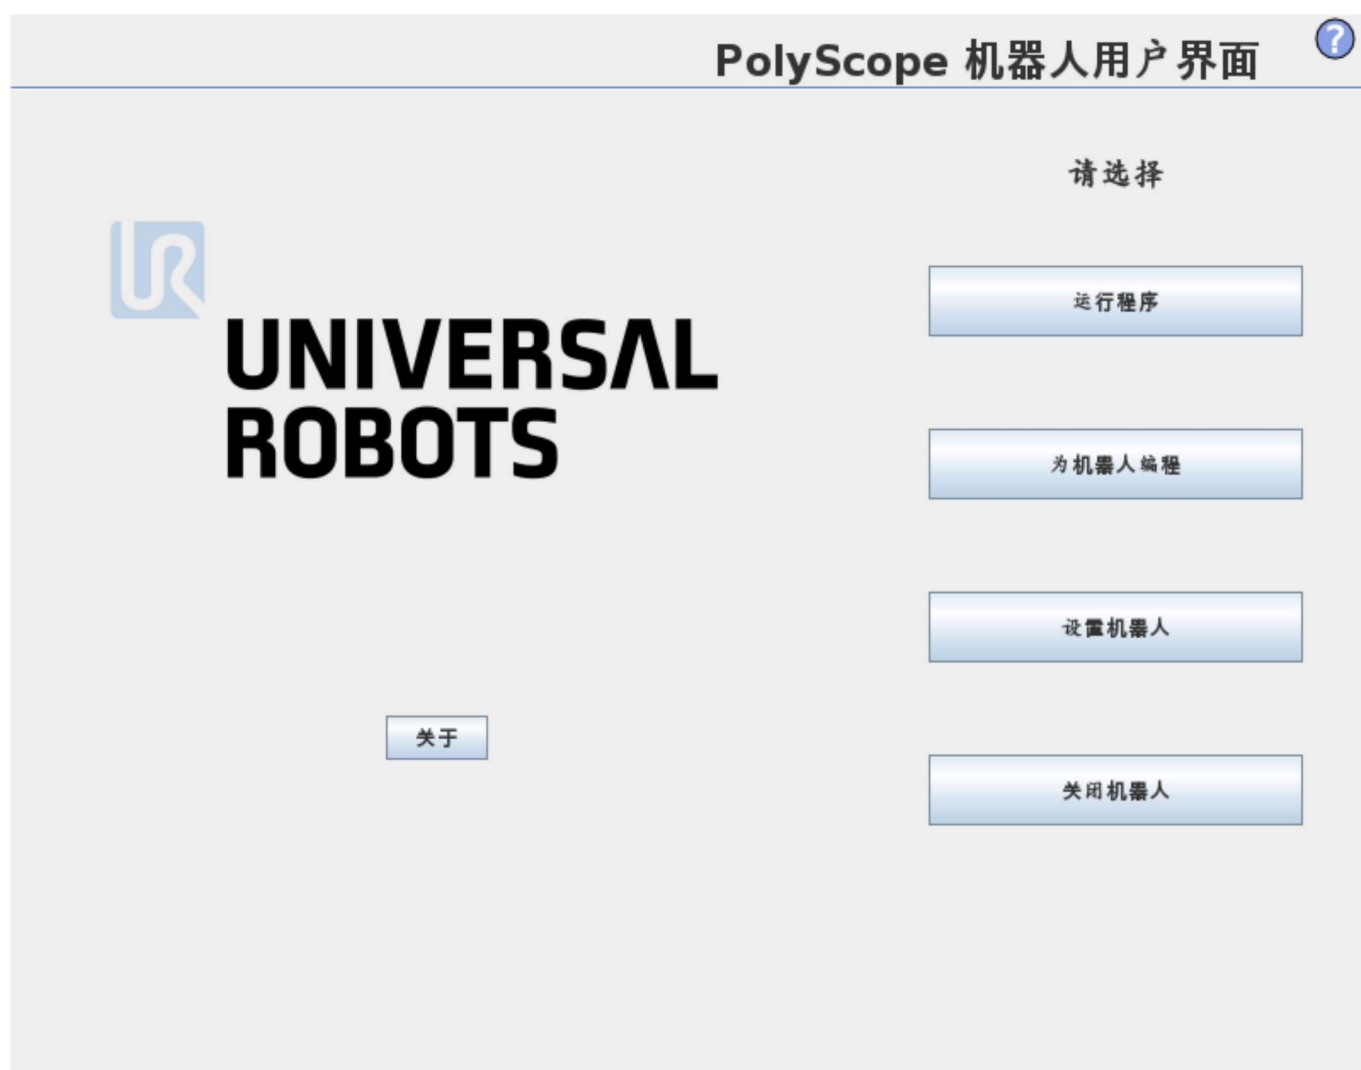 PolyScope 机器人用户界面
?
请选择
UNIVERSAL
ROBOTS
运行程序
为机器人编程
设置机器人
关于
关闭机器人